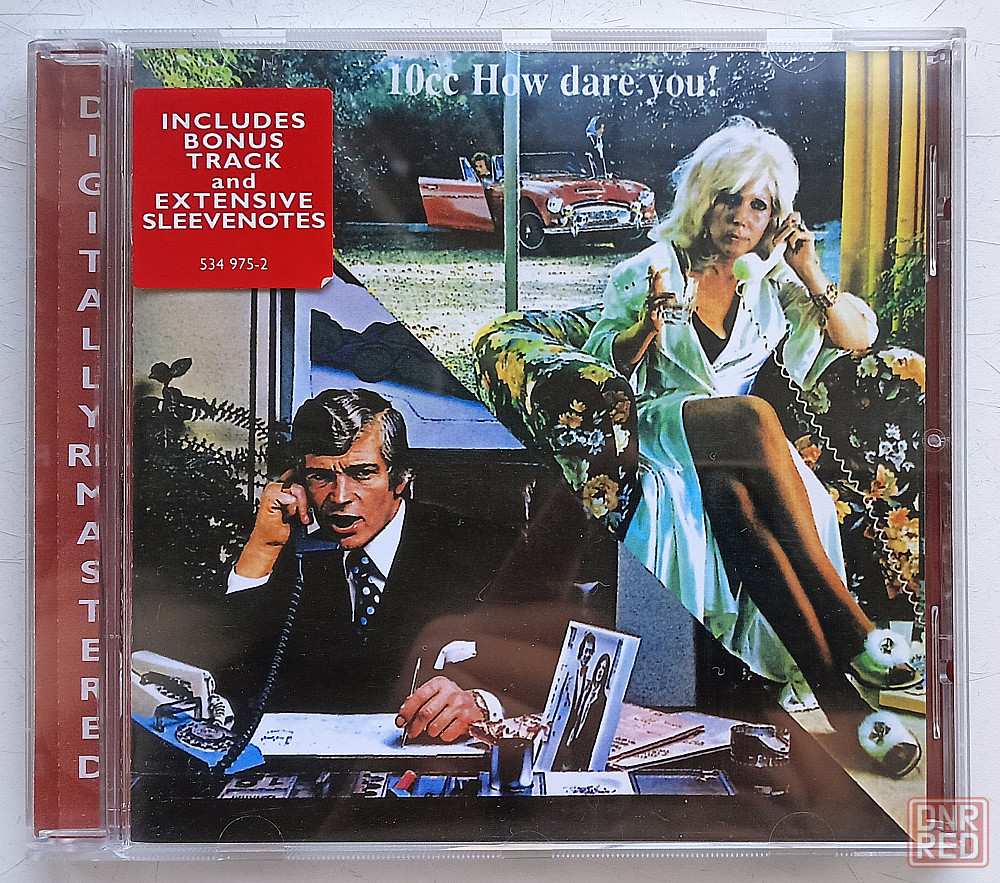 10cc How dare you!
INCLUDES
BONUS
TRACK
and
EXTENSIVE
SLEEVENOTES
534 975-2
DIGITALLY REMASTERED
DNR
RED